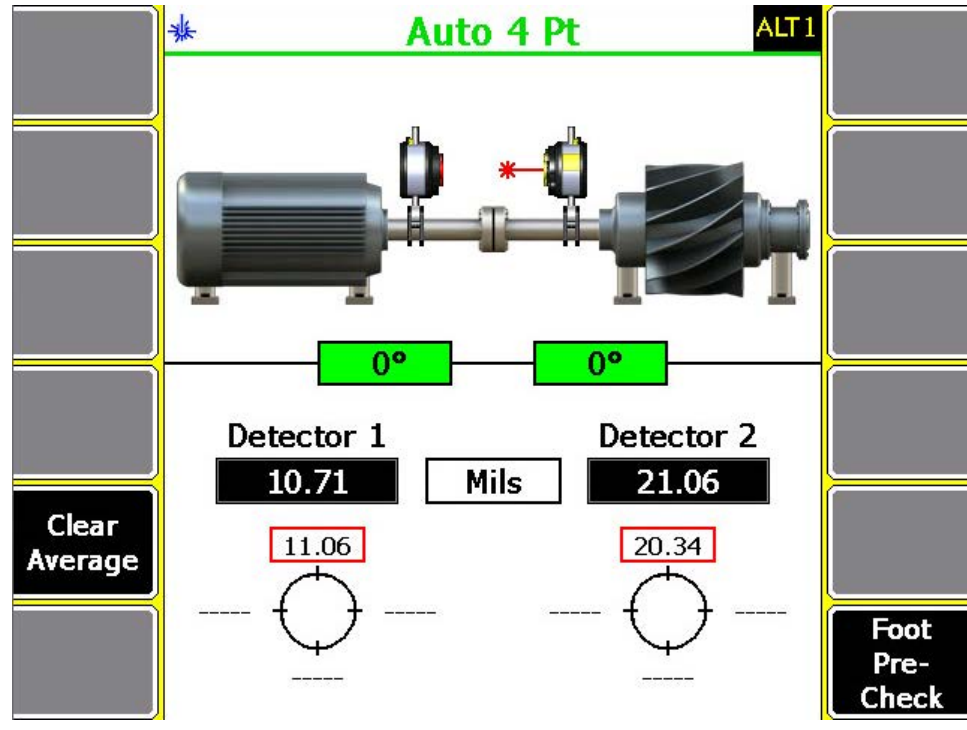 Auto 4 Pt
ALT1
0°
0°
Detector 1
Detector 2
10.71
Mils
21.06
Clear
Average
11.06
20.34
-----
-----
-----
-----
-----
-----
Foot
Pre-
Check